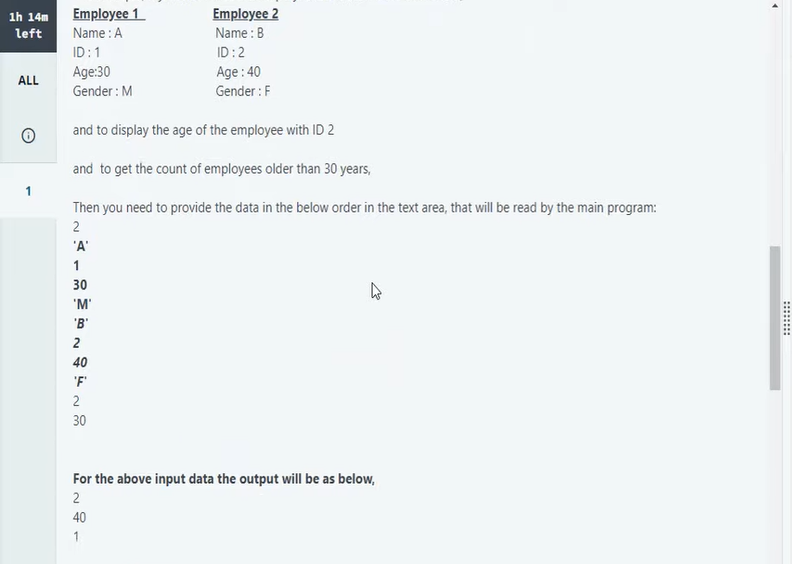 1h 14m
left
ALL
1
Employee 1
Employee 2
Name : A
Name : B
ID : 1
ID : 2
Age:30
Age : 40
Gender : M
Gender : F
and to display the age of the employee with ID 2
and  to get the count of employees older than 30 years,
Then you need to provide the data in the below order in the text area, that will be read by the main program:
2
'A'
1
30
'M'
'B'
2
40
'F'
2
30
For the above input data the output will be as below,
2
40
1